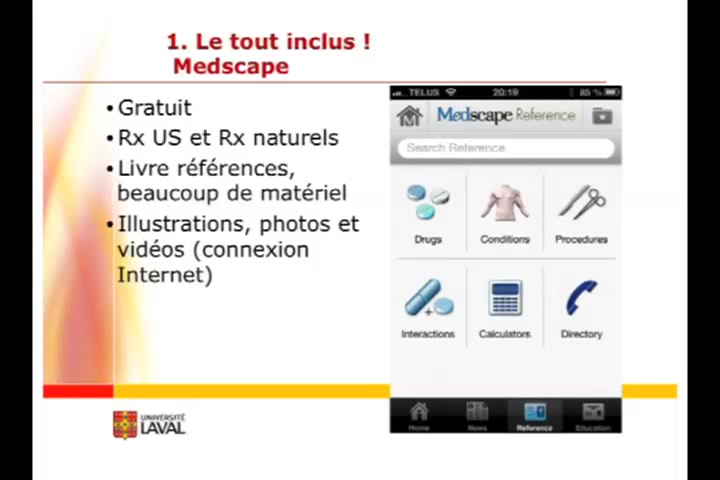 1. Le tout inclus !
Medscape
• Gratuit
• Rx US et Rx naturels
• Livre références,
beaucoup de matériel
• Illustrations, photos et
vidéos (connexion
Internet)
TELUS 20:19 85 %
Medscape Reference
Search Reference
Drugs Conditions Procedures
Interactions Calculators Directory
Home News Reference Education
UNIVERSITÉ
LAVAL